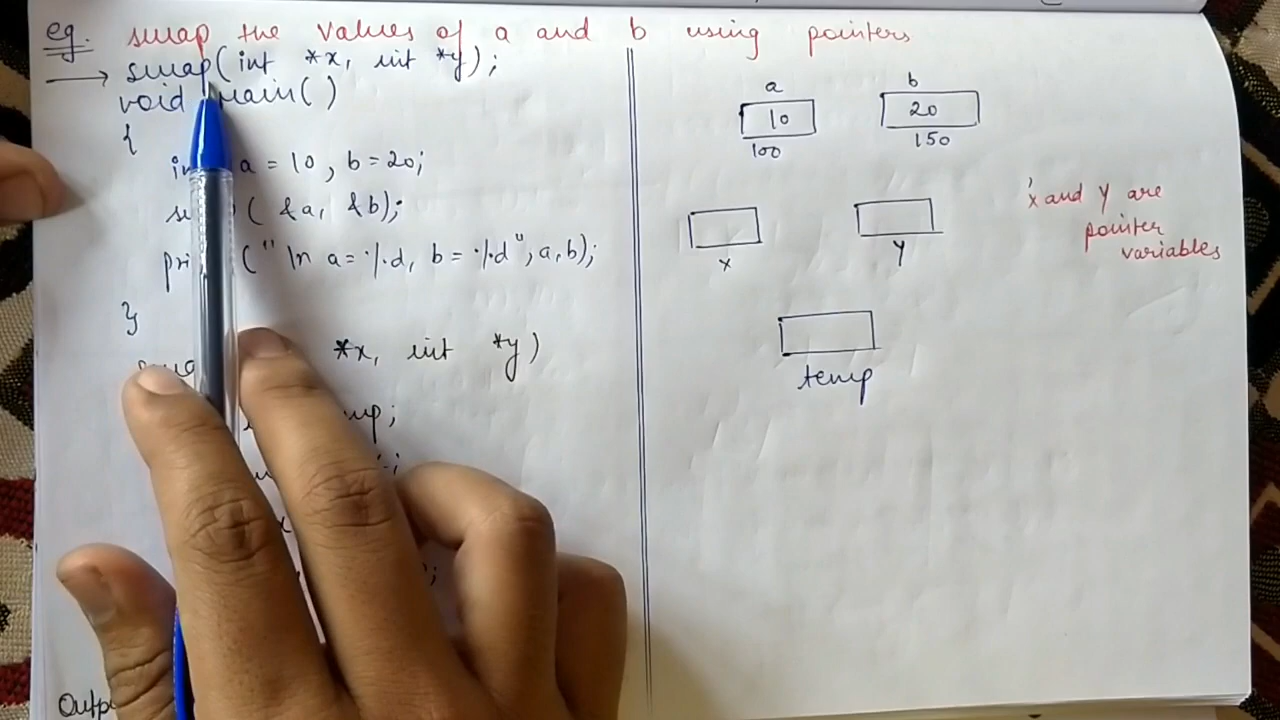 eg. swap the values of a and b using pointers
swap(int *x, int *y);
void main()
{
a = 10, b = 20;
( &a, &b);
("\n a=%d, b=%d", a, b);
}
*x, int *y)
a
10
100
b
20
150
x
y
'x and y are
pointer
variables
temp